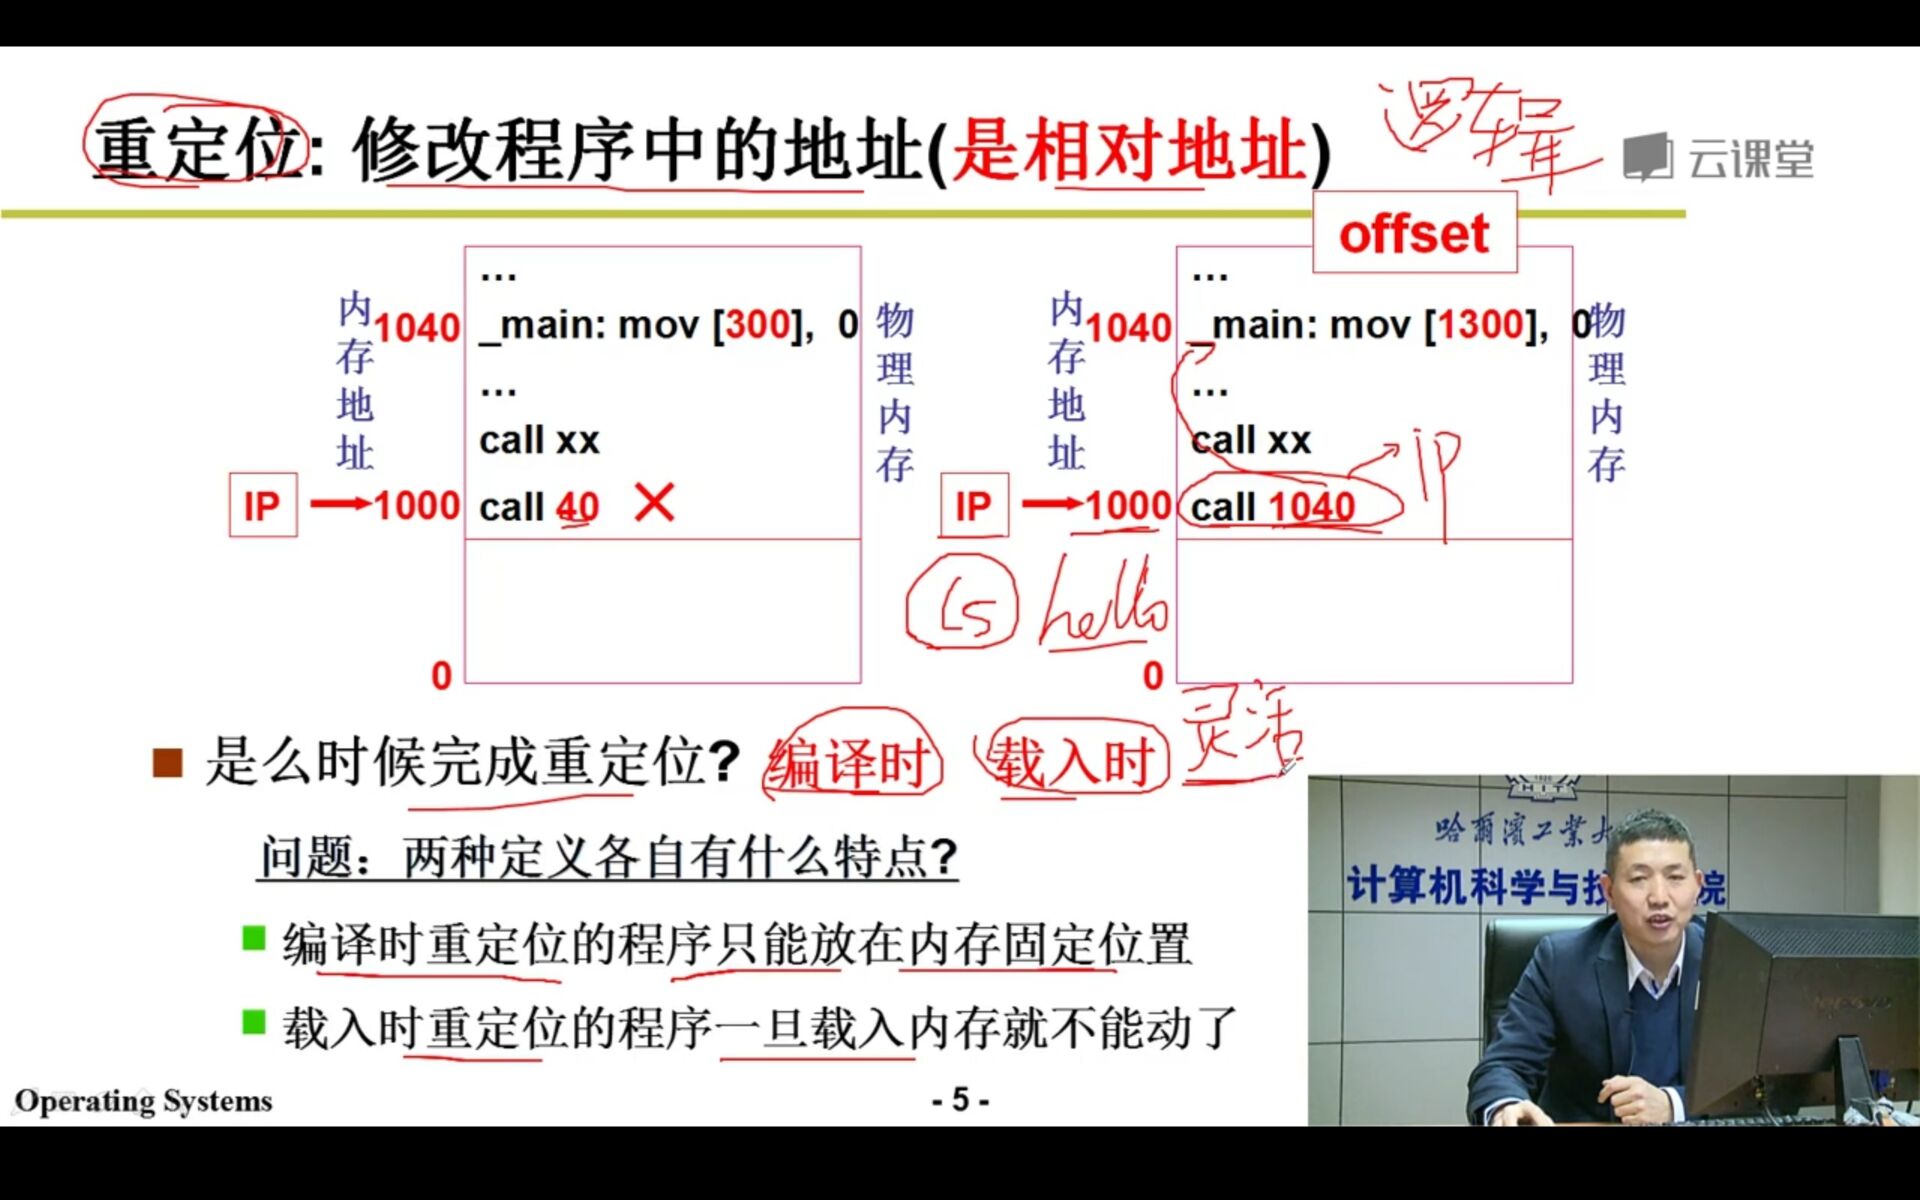 重定位: 修改程序中的地址(是相对地址)
逻辑
云课堂
offset
内存地址
1040
1000
0
IP
...
_main: mov [300], 0
...
call xx
call 40 ×
物理内存
内存地址
1040
1000
0
IP
...
_main: mov [1300], 0
...
call xx
call 1040
物理内存
IP
ls hello
灵活
是么时候完成重定位? 编译时 载入时
问题：两种定义各自有什么特点?
编译时重定位的程序只能放在内存固定位置
载入时重定位的程序一旦载入内存就不能动了
哈爾濱工業大
计算机科学与技 院
Operating Systems
- 5 -